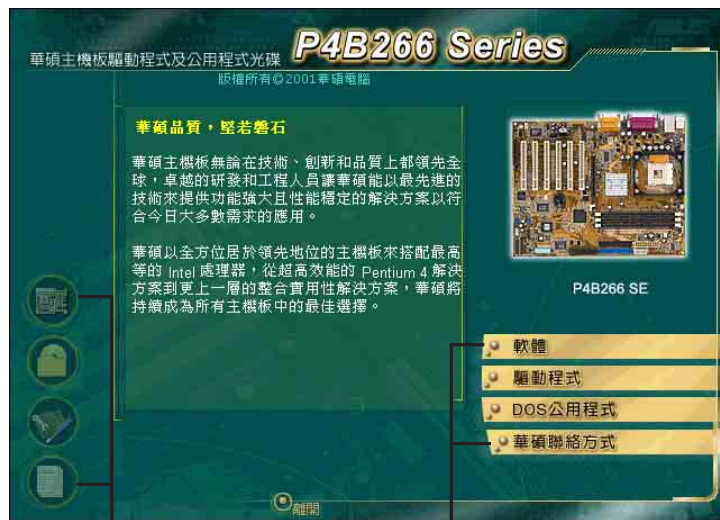 華碩主機板驅動程式及公用程式光碟 P4B266 Series
版權所有©2001華碩電腦
華碩品質，堅若磐石
華碩主機板無論在技術、創新和品質上都領先全
球，卓越的研發和工程人員讓華碩能以最先進的
技術來提供功能強大且性能穩定的解決方案以符
合今日大多數需求的應用。
華碩以全方位居於領先地位的主機板來搭配最高
等的 Intel 處理器，從超高效能的 Pentium 4 解決
方案到更上一層的整合實用性解決方案，華碩將
持續成為所有主機板中的最佳選擇。
P4B266 SE
軟體
驅動程式
DOS公用程式
華碩聯絡方式
離開